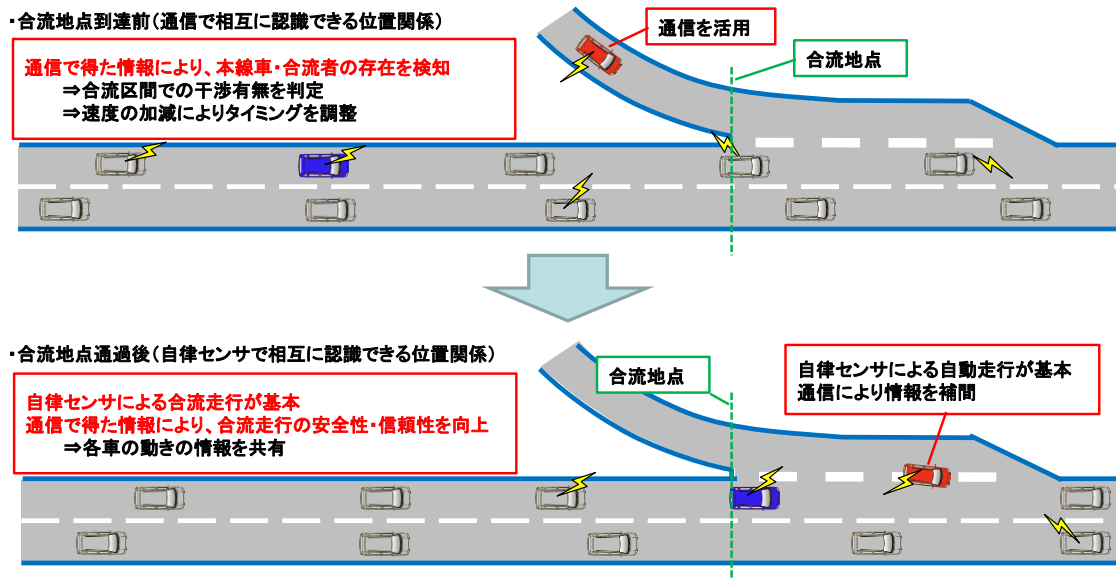 ・合流地点到達前(通信で相互に認識できる位置関係)
通信で得た情報により、本線車・合流者の存在を検知
⇒合流区間での干渉有無を判定
⇒速度の加減によりタイミングを調整
通信を活用
合流地点
・合流地点通過後(自律センサで相互に認識できる位置関係)
自律センサによる合流走行が基本
通信で得た情報により、合流走行の安全性・信頼性を向上
⇒各車の動きの情報を共有
合流地点
自律センサによる自動走行が基本
通信により情報を補間